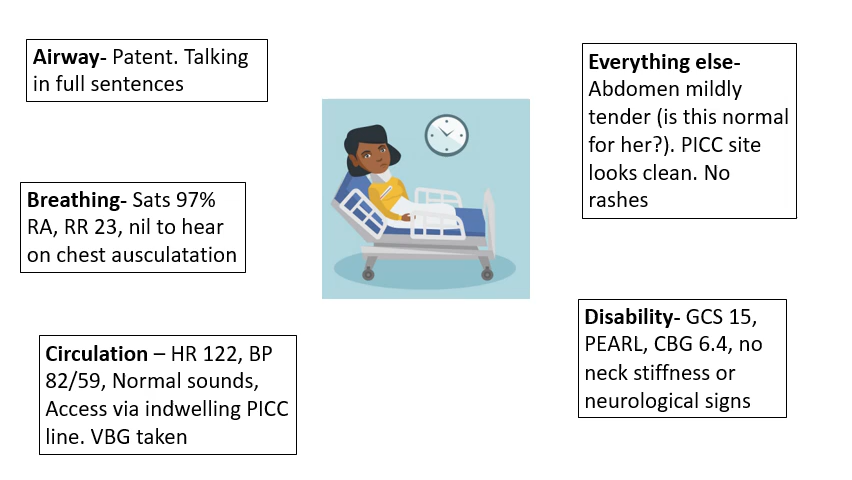 Airway- Patent. Talking
in full sentences
Breathing- Sats 97%
RA, RR 23, nil to hear
on chest ausculatation
Circulation – HR 122, BP
82/59, Normal sounds,
Access via indwelling PICC
line. VBG taken
Disability- GCS 15,
PEARL, CBG 6.4, no
neck stiffness or
neurological signs
Everything else-
Abdomen mildly
tender (is this normal
for her?). PICC site
looks clean. No
rashes